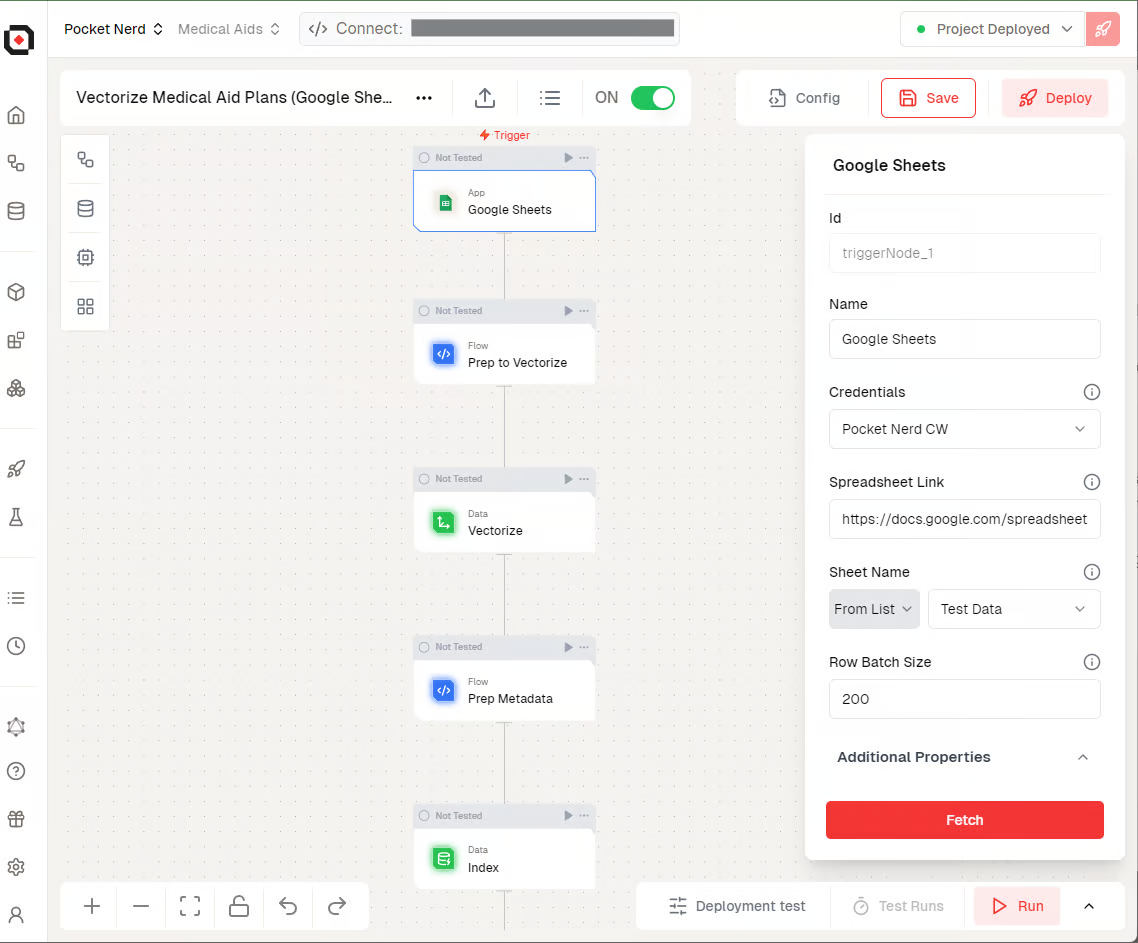 Pocket Nerd
Medical Aids
Connect:
Project Deployed
Vectorize Medical Aid Plans (Google She...
ON
Config
Save
Deploy
Trigger
Not Tested
App
Google Sheets
Not Tested
Flow
Prep to Vectorize
Not Tested
Data
Vectorize
Not Tested
Flow
Prep Metadata
Not Tested
Data
Index
Google Sheets
Id
triggerNode_1
Name
Google Sheets
Credentials
Pocket Nerd CW
Spreadsheet Link
https://docs.google.com/spreadsheet
Sheet Name
From List
Test Data
Row Batch Size
200
Additional Properties
Fetch
Deployment test
Test Runs
Run